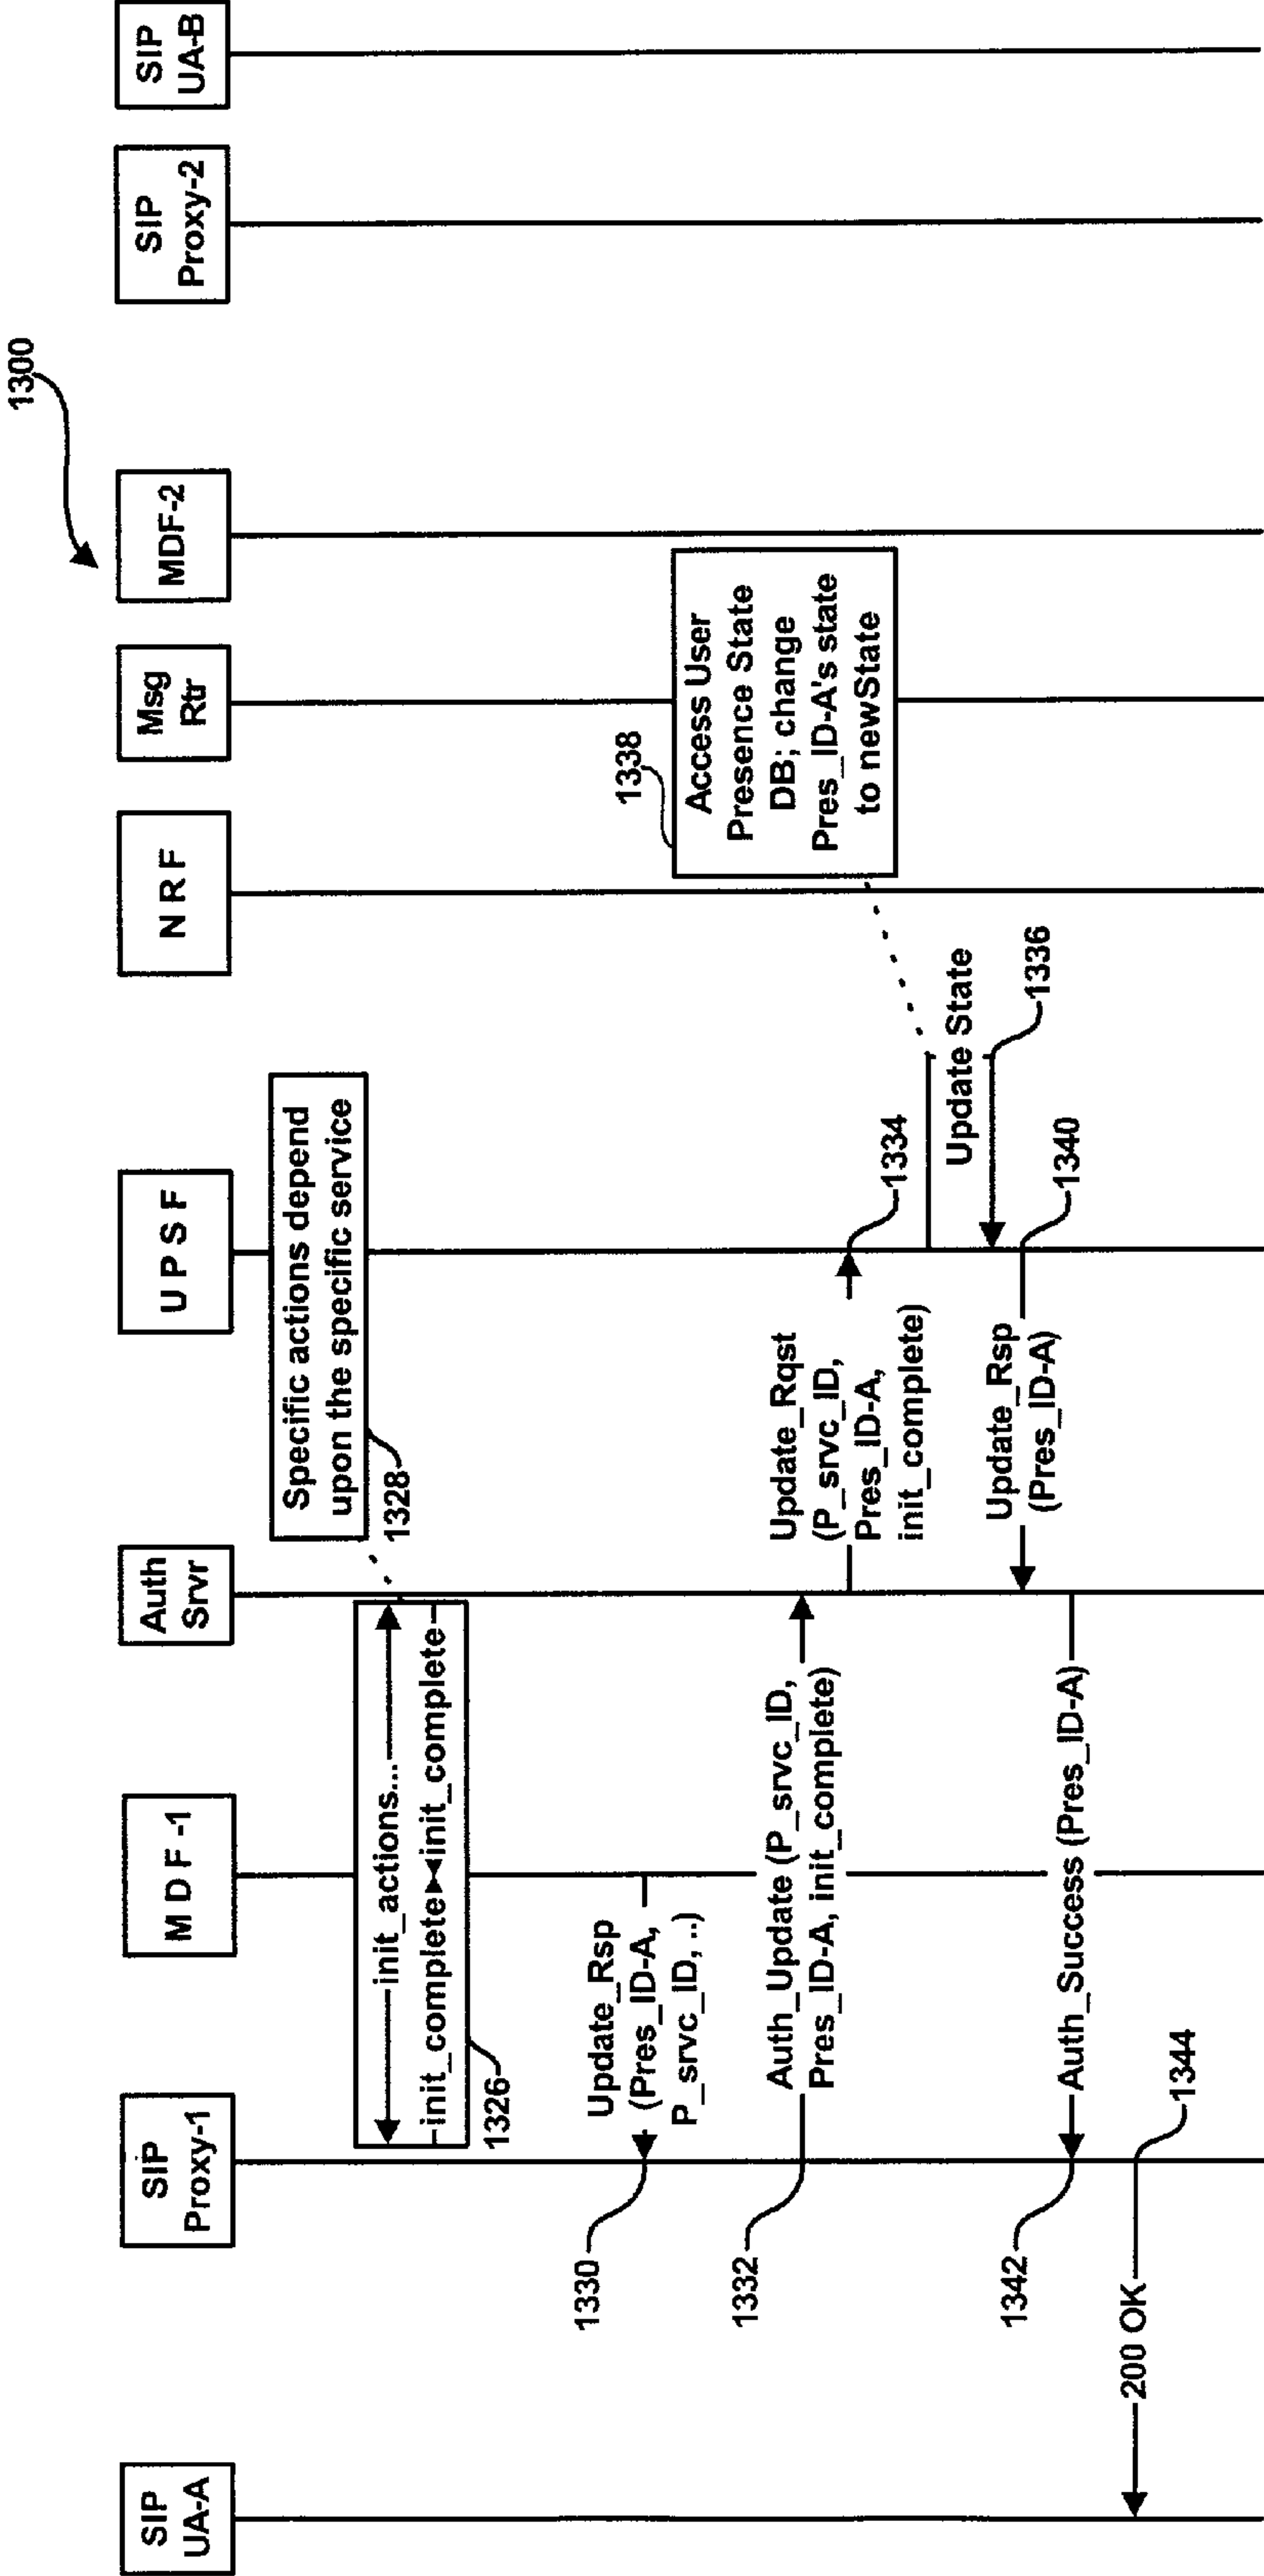 1300
SIP
UA-A
SIP
Proxy-1
M D F -1
Auth
Srvr
U P S F
N R F
Msg
Rtr
MDF-2
SIP
Proxy-2
SIP
UA-B
Specific actions depend
upon the specific service
1328
init_actions...
init_complete init_complete
1326
Update_Rsp
(Pres_ID-A,
P_srvc_ID, ..)
1330
Auth_Update (P_srvc_ID,
Pres_ID-A, init_complete)
1332
Update_Rqst
(P_srvc_ID,
Pres_ID-A,
init_complete)
1334
1338
Access User
Presence State
DB; change
Pres_ID-A's state
to newState
Update State
1336
Update_Rsp
(Pres_ID-A)
1340
Auth_Success (Pres_ID-A)
1342
200 OK
1344